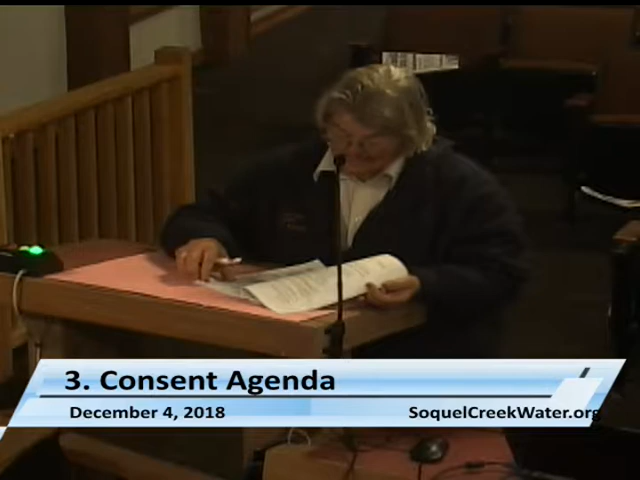 3. Consent Agenda
December 4, 2018
SoquelCreekWater.org